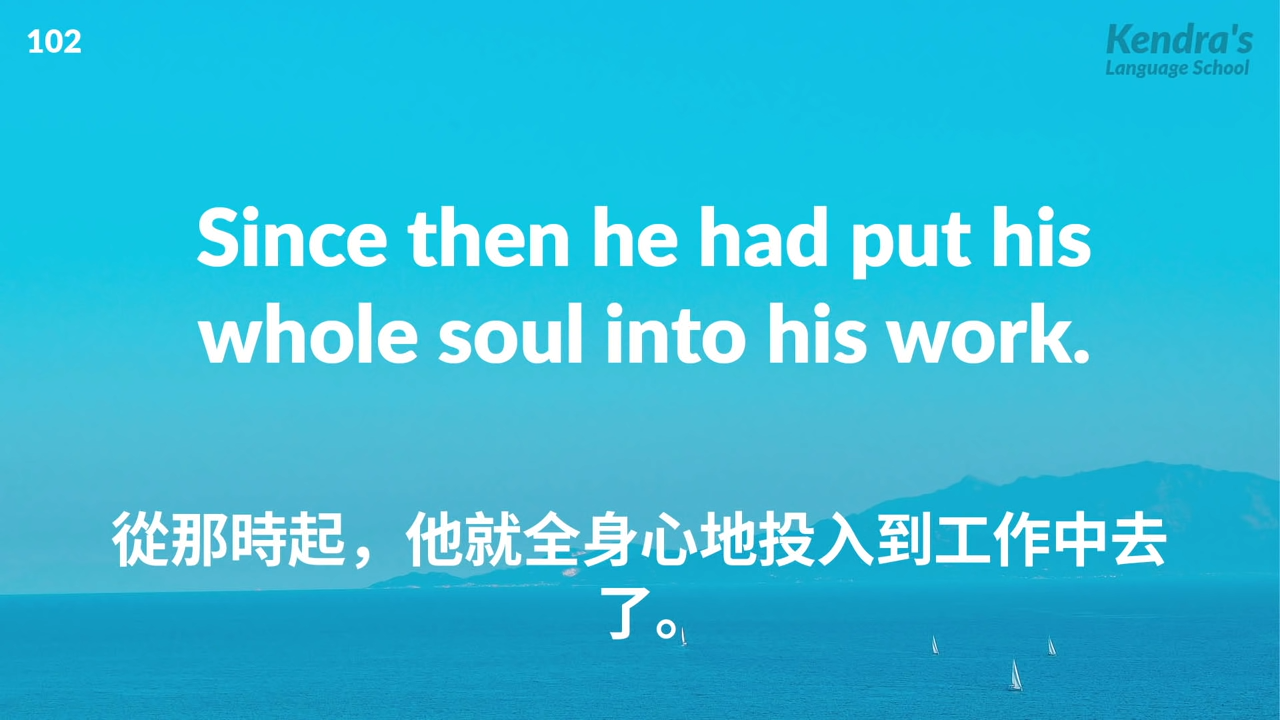 102
Kendra's
Language School
Since then he had put his
whole soul into his work.
從那時起，他就全身心地投入到工作中去
了。